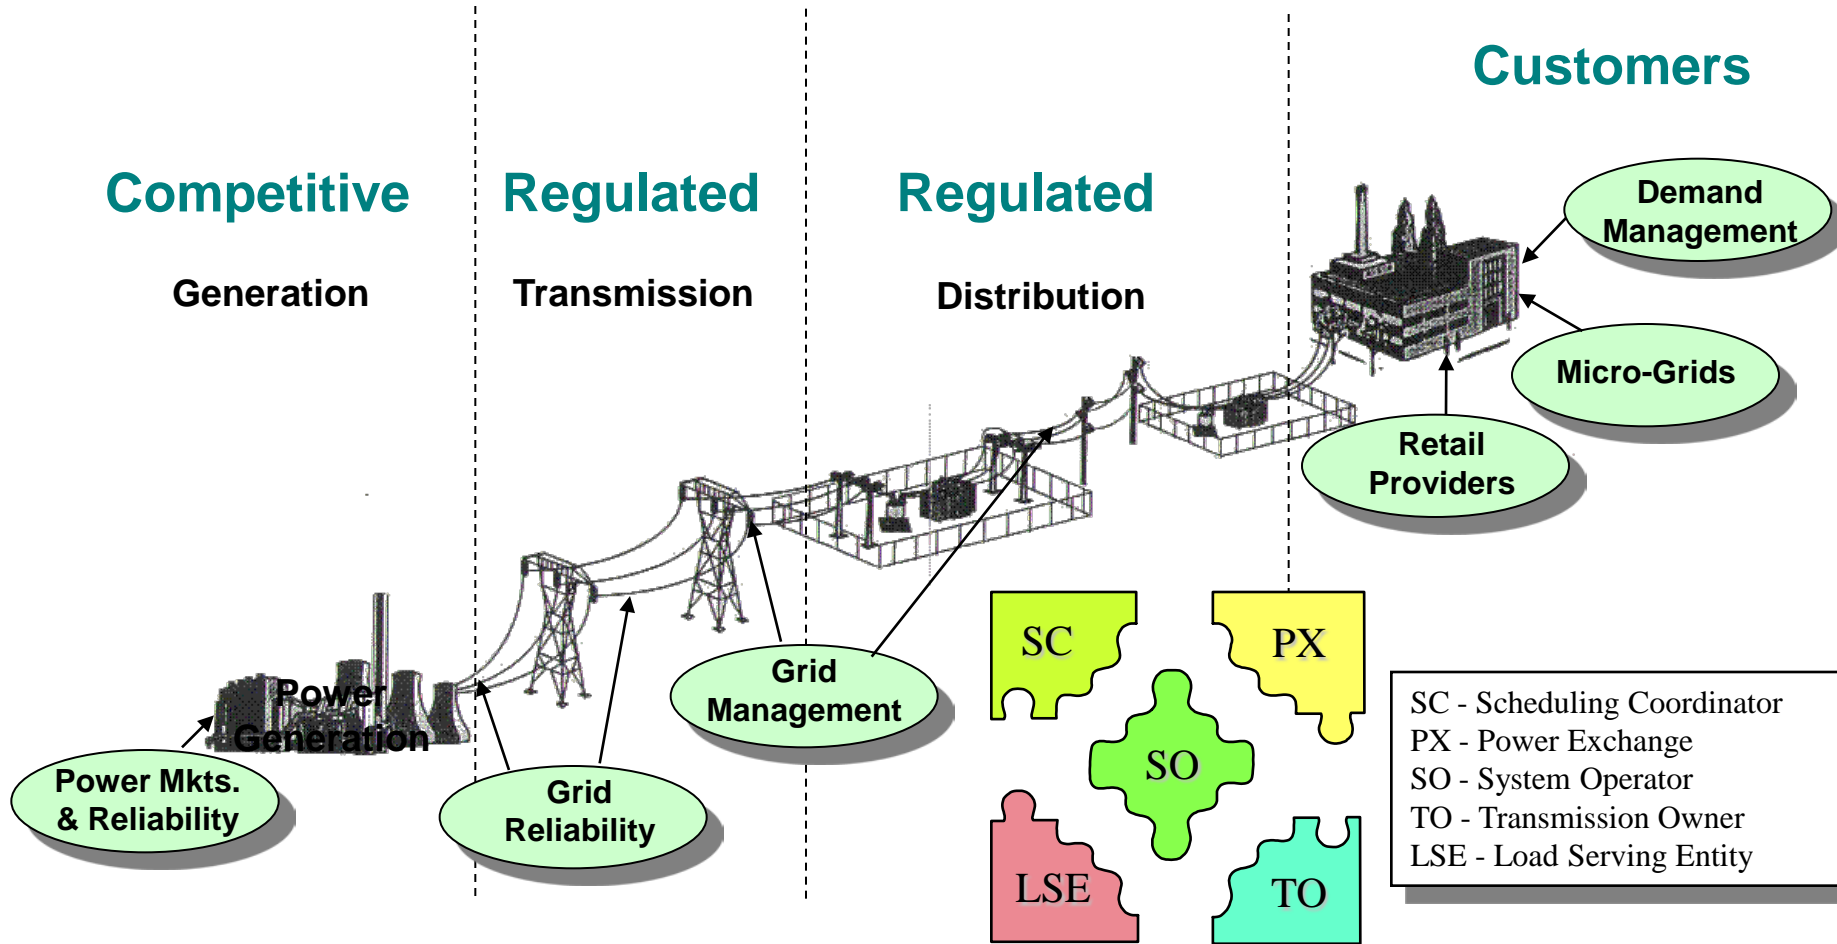 Customers
Competitive
Regulated
Regulated
Generation
Transmission
Distribution
Demand
Management
Micro-Grids
Retail
Providers
Grid
Management
Power
Generation
Power Mkts.
& Reliability
Grid
Reliability
SC
PX
SO
LSE
TO
SC - Scheduling Coordinator
PX - Power Exchange
SO - System Operator
TO - Transmission Owner
LSE - Load Serving Entity